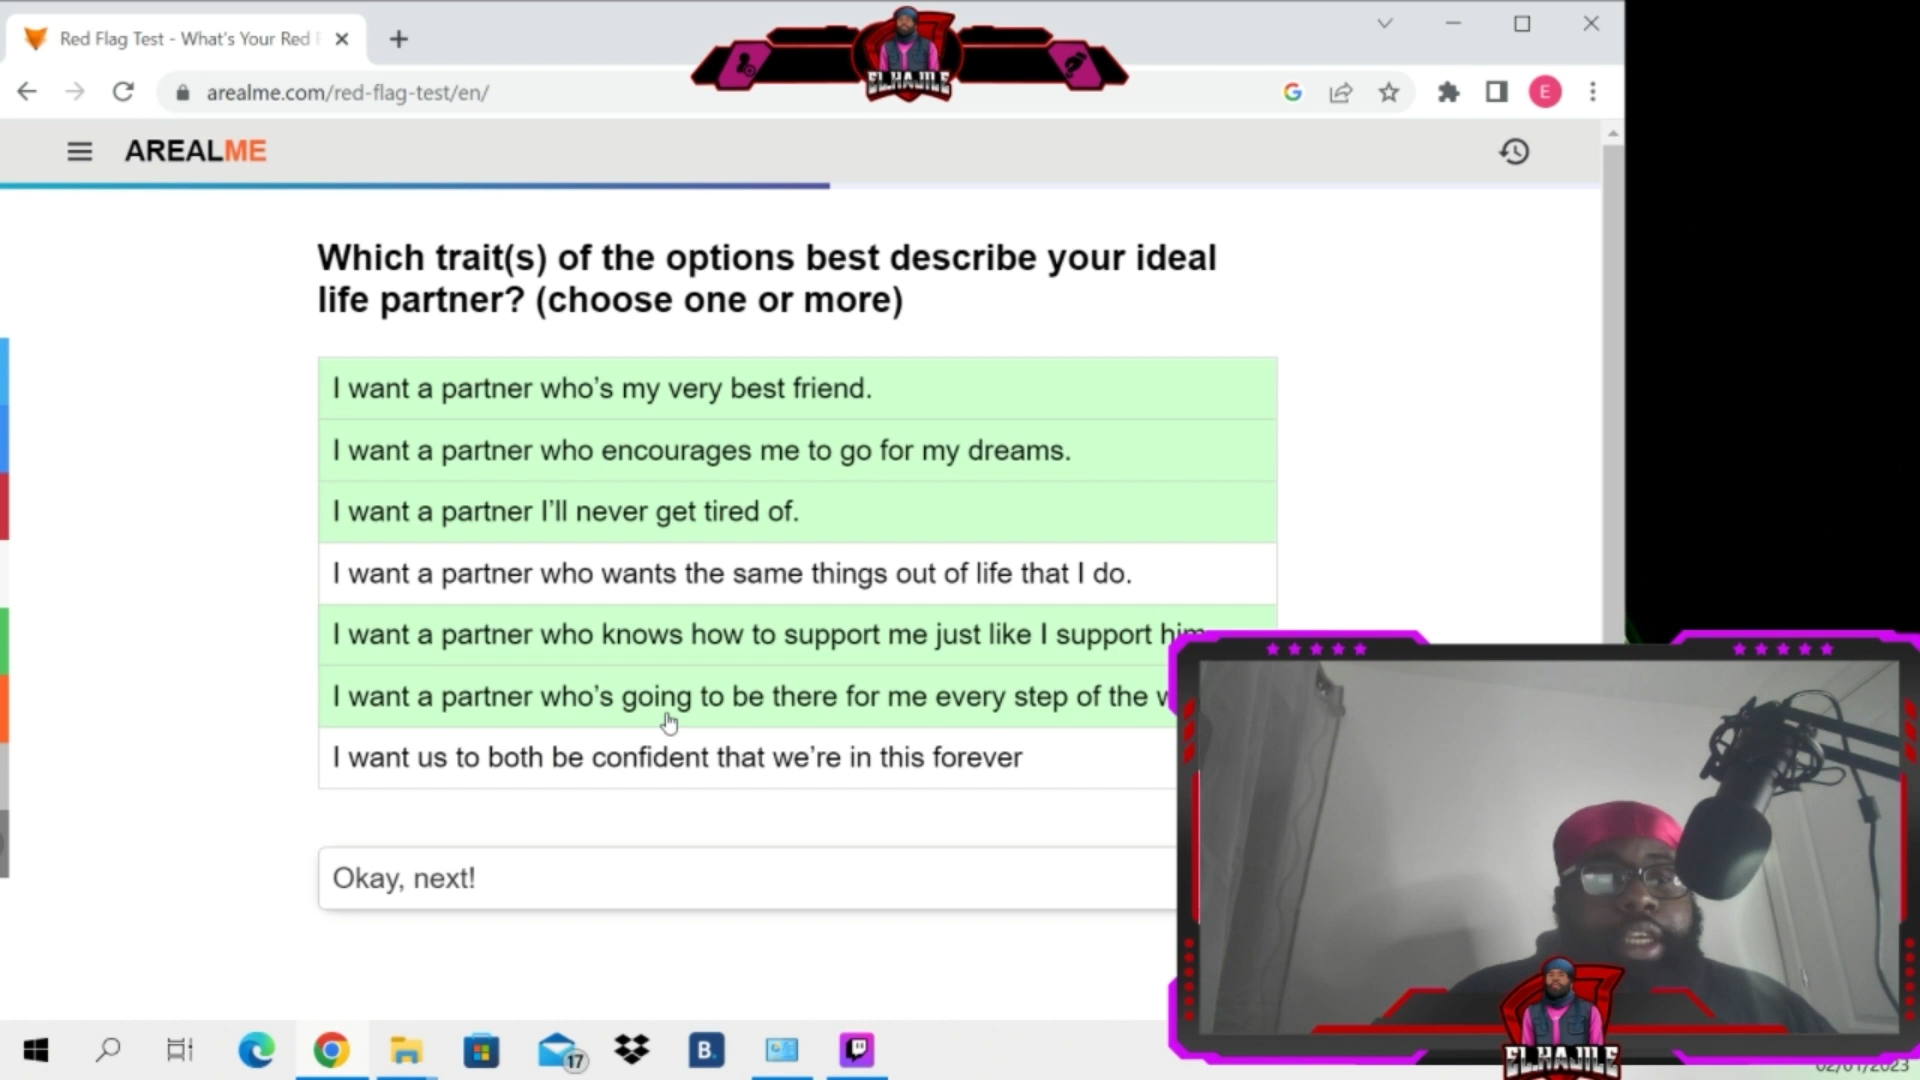 Red Flag Test - What's Your Red
arealme.com/red-flag-test/en/
E
ELHAJILE
AREALME
Which trait(s) of the options best describe your ideal
life partner? (choose one or more)
I want a partner who’s my very best friend.
I want a partner who encourages me to go for my dreams.
I want a partner I’ll never get tired of.
I want a partner who wants the same things out of life that I do.
I want a partner who knows how to support me just like I support him
I want a partner who’s going to be there for me every step of the
I want us to both be confident that we’re in this forever
Okay, next!
17
B.
ELHAJILE
02/01/2023